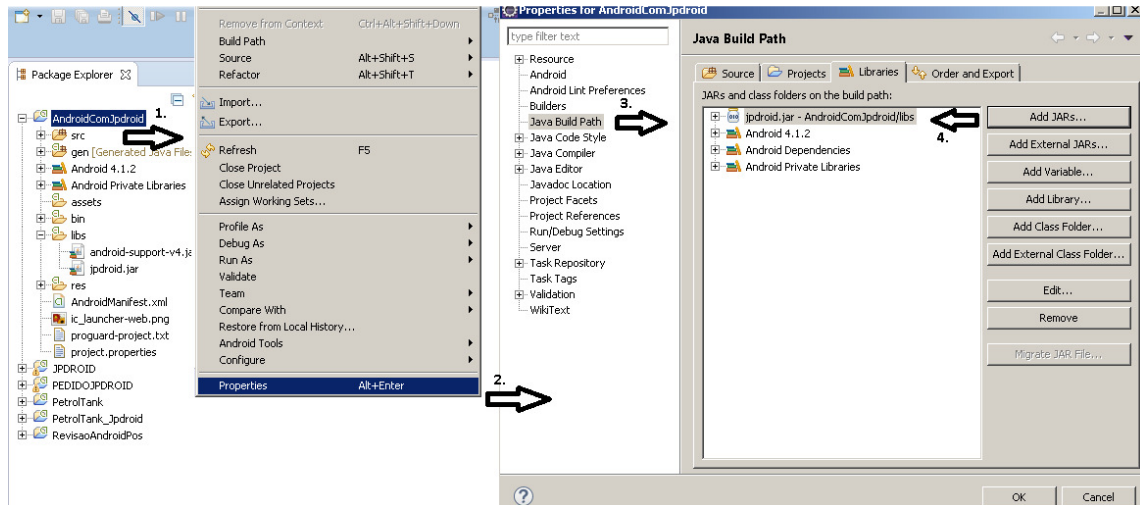 Package Explorer
AndroidComJpdroid
1.
src
gen [Generated Java Files
Android 4.1.2
Android Private Libraries
assets
bin
libs
android-support-v4.ja
jpdroid.jar
res
AndroidManifest.xml
ic_launcher-web.png
proguard-project.txt
project.properties
JPDROID
PEDIDOJPDROID
PetrolTank
PetrolTank_Jpdroid
RevisaoAndroidPos
Remove from Context Ctrl+Alt+Shift+Down
Build Path
Source Alt+Shift+S
Refactor Alt+Shift+T
Import...
Export...
Refresh F5
Close Project
Close Unrelated Projects
Assign Working Sets...
Profile As
Debug As
Run As
Validate
Team
Compare With
Restore from Local History...
Android Tools
Configure
Properties Alt+Enter
2.
Properties for AndroidComJpdroid
type filter text
Resource
Android
Android Lint Preferences
Builders
Java Build Path
Java Code Style
Java Compiler
Java Editor
Javadoc Location
Project Facets
Project References
Run/Debug Settings
Server
Task Repository
Task Tags
Validation
WikiText
3.
Java Build Path
Source Projects Libraries Order and Export
JARs and class folders on the build path:
jpdroid.jar - AndroidComJpdroid/libs
Android 4.1.2
Android Dependencies
Android Private Libraries
4.
Add JARs...
Add External JARs...
Add Variable...
Add Library...
Add Class Folder...
Add External Class Folder...
Edit...
Remove
Migrate JAR File...
OK Cancel